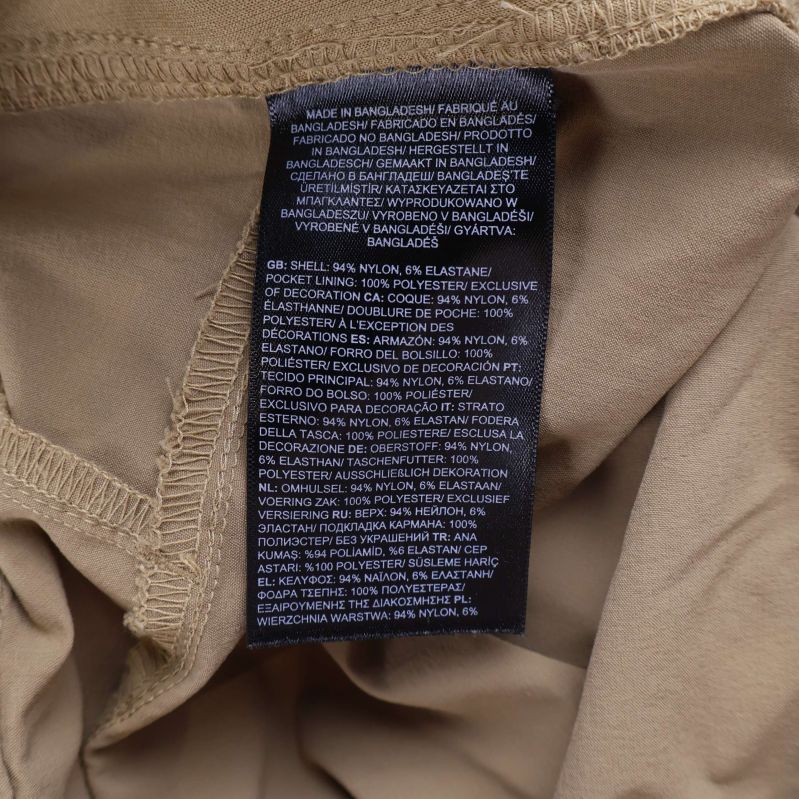 MADE IN BANGLADESH/ FABRIQUÉ AU
BANGLADESH/ FABRICADO EN BANGLADÉS/
FABRICADO NO BANGLADESH/ PRODOTTO
IN BANGLADESH/ HERGESTELLT IN
BANGLADESCH/ GEMAAKT IN BANGLADESH/
СДЕЛАНО В БАНГЛАДЕШ/ BANGLADEŞ'TE
ÜRETİLMİŞTİR/ ΚΑΤΑΣΚΕΥΑΖΕΤΑΙ ΣΤΟ
ΜΠΑΓΚΛΑΝΤΕΣ/ WYPRODUKOWANO W
BANGLADESZU/ VYROBENO V BANGLADÉŠI/
VYROBENÉ V BANGLADÉŠI/ GYÁRTVA:
BANGLADÉŠ
GB: SHELL: 94% NYLON, 6% ELASTANE/
POCKET LINING: 100% POLYESTER/ EXCLUSIVE
OF DECORATION CA: COQUE: 94% NYLON, 6%
ÉLASTHANNE/ DOUBLURE DE POCHE: 100%
POLYESTER/ À L'EXCEPTION DES
DÉCORATIONS ES: ARMAZÓN: 94% NYLON, 6%
ELASTANO/ FORRO DEL BOLSILLO: 100%
POLIÉSTER/ EXCLUSIVO DE DECORACIÓN PT:
TECIDO PRINCIPAL: 94% NYLON, 6% ELASTANO/
FORRO DO BOLSO: 100% POLIÉSTER/
EXCLUSIVO PARA DECORAÇÃO IT: STRATO
ESTERNO: 94% NYLON, 6% ELASTAN/ FODERA
DELLA TASCA: 100% POLIESTERE/ ESCLUSA LA
DECORAZIONE DE: OBERSTOFF: 94% NYLON,
6% ELASTHAN/ TASCHENFUTTER: 100%
POLYESTER/ AUSSCHLIEßLICH DEKORATION
NL: OMHULSEL: 94% NYLON, 6% ELASTAAN/
VOERING ZAK: 100% POLYESTER/ EXCLUSIEF
VERSIERING RU: ВЕРХ: 94% НЕЙЛОН, 6%
ЭЛАСТАН/ ПОДКЛАДКА КАРМАНА: 100%
ПОЛИЭСТЕР/ БЕЗ УКРАШЕНИЙ TR: ANA
KUMAŞ: %94 POLİAMİD, %6 ELASTAN/ CEP
ASTARI: %100 POLYESTER/ SÜSLEME HARİÇ
EL: ΚΕΛΥΦΟΣ: 94% ΝΑΪΛΟΝ, 6% ΕΛΑΣΤΑΝΗ/
ΦΟΔΡΑ ΤΣΕΠΗΣ: 100% ΠΟΛΥΕΣΤΕΡΑΣ/
ΕΞΑΙΡΟΥΜΕΝΗΣ ΤΗΣ ΔΙΑΚΟΣΜΗΣΗΣ PL:
WIERZCHNIA WARSTWA: 94% NYLON, 6%